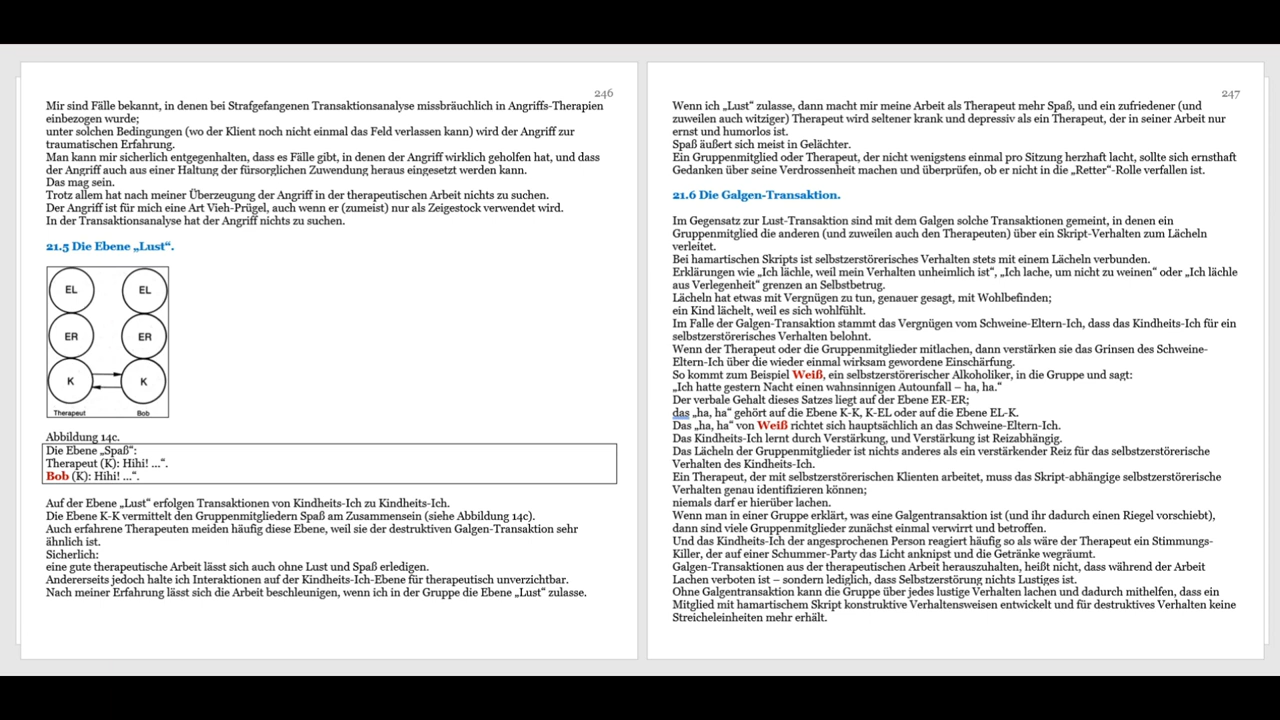 246
Mir sind Fälle bekannt, in denen bei Strafgefangenen Transaktionsanalyse missbräuchlich in Angriffs-Therapien
einbezogen wurde;
unter solchen Bedingungen (wo der Klient noch nicht einmal das Feld verlassen kann) wird der Angriff zur
traumatischen Erfahrung.
Man kann mir sicherlich entgegenhalten, dass es Fälle gibt, in denen der Angriff wirklich geholfen hat, und dass
der Angriff auch aus einer Haltung der fürsorglichen Zuwendung heraus eingesetzt werden kann.
Das mag sein.
Trotz allem hat nach meiner Überzeugung der Angriff in der therapeutischen Arbeit nichts zu suchen.
Der Angriff ist für mich eine Art Vieh-Prügel, auch wenn er (zumeist) nur als Zeigestock verwendet wird.
In der Transaktionsanalyse hat der Angriff nichts zu suchen.
21.5 Die Ebene „Lust“.
EL EL
ER ER
K K
Therapeut Bob
Abbildung 14c.
Die Ebene „Spaß“:
Therapeut (K): Hihi! ...“.
Bob (K): Hihi! ...“.
Auf der Ebene „Lust“ erfolgen Transaktionen von Kindheits-Ich zu Kindheits-Ich.
Die Ebene K-K vermittelt den Gruppenmitgliedern Spaß am Zusammensein (siehe Abbildung 14c).
Auch erfahrene Therapeuten meiden häufig diese Ebene, weil sie der destruktiven Galgen-Transaktion sehr
ähnlich ist.
Sicherlich:
eine gute therapeutische Arbeit lässt sich auch ohne Lust und Spaß erledigen.
Andererseits jedoch halte ich Interaktionen auf der Kindheits-Ich-Ebene für therapeutisch unverzichtbar.
Nach meiner Erfahrung lässt sich die Arbeit beschleunigen, wenn ich in der Gruppe die Ebene „Lust“ zulasse.
247
Wenn ich „Lust“ zulasse, dann macht mir meine Arbeit als Therapeut mehr Spaß, und ein zufriedener (und
zuweilen auch witziger) Therapeut wird seltener krank und depressiv als ein Therapeut, der in seiner Arbeit nur
ernst und humorlos ist.
Spaß äußert sich meist in Gelächter.
Ein Gruppenmitglied oder Therapeut, der nicht wenigstens einmal pro Sitzung herzhaft lacht, sollte sich ernsthaft
Gedanken über seine Verdrossenheit machen und überprüfen, ob er nicht in die „Retter“-Rolle verfallen ist.
21.6 Die Galgen-Transaktion.
Im Gegensatz zur Lust-Transaktion sind mit dem Galgen solche Transaktionen gemeint, in denen ein
Gruppenmitglied die anderen (und zuweilen auch den Therapeuten) über ein Skript-Verhalten zum Lächeln
verleitet.
Bei hamartischen Skripts ist selbstzerstörerisches Verhalten stets mit einem Lächeln verbunden.
Erklärungen wie „Ich lächle, weil mein Verhalten unheimlich ist“, „Ich lache, um nicht zu weinen“ oder „Ich lächle
aus Verlegenheit“ grenzen an Selbstbetrug.
Lächeln hat etwas mit Vergnügen zu tun, genauer gesagt, mit Wohlbefinden;
ein Kind lächelt, weil es sich wohlfühlt.
Im Falle der Galgen-Transaktion stammt das Vergnügen vom Schweine-Eltern-Ich, dass das Kindheits-Ich für ein
selbstzerstörerisches Verhalten belohnt.
Wenn der Therapeut oder die Gruppenmitglieder mitlachen, dann verstärken sie das Grinsen des Schweine-
Eltern-Ich über die wieder einmal wirksam gewordene Einschärfung.
So kommt zum Beispiel Weiß, ein selbstzerstörerischer Alkoholiker, in die Gruppe und sagt:
„Ich hatte gestern Nacht einen wahnsinnigen Autounfall – ha, ha.“
Der verbale Gehalt dieses Satzes liegt auf der Ebene ER-ER;
das „ha, ha“ gehört auf die Ebene K-K, K-EL oder auf die Ebene EL-K.
Das „ha, ha“ von Weiß richtet sich hauptsächlich an das Schweine-Eltern-Ich.
Das Kindheits-Ich lernt durch Verstärkung, und Verstärkung ist Reizabhängig.
Das Lächeln der Gruppenmitglieder ist nichts anderes als ein verstärkender Reiz für das selbstzerstörerische
Verhalten des Kindheits-Ich.
Ein Therapeut, der mit selbstzerstörerischen Klienten arbeitet, muss das Skript-abhängige selbstzerstörerische
Verhalten genau identifizieren können;
niemals darf er hierüber lachen.
Wenn man in einer Gruppe erklärt, was eine Galgentransaktion ist (und ihr dadurch einen Riegel vorschiebt),
dann sind viele Gruppenmitglieder zunächst einmal verwirrt und betroffen.
Und das Kindheits-Ich der angesprochenen Person reagiert häufig so als wäre der Therapeut ein Stimmungs-
Killer, der auf einer Schummer-Party das Licht anknipst und die Getränke wegräumt.
Galgen-Transaktionen aus der therapeutischen Arbeit herauszuhalten, heißt nicht, dass während der Arbeit
Lachen verboten ist – sondern lediglich, dass Selbstzerstörung nichts Lustiges ist.
Ohne Galgentransaktion kann die Gruppe über jedes lustige Verhalten lachen und dadurch mithelfen, dass ein
Mitglied mit hamartischem Skript konstruktive Verhaltensweisen entwickelt und für destruktives Verhalten keine
Streicheleinheiten mehr erhält.